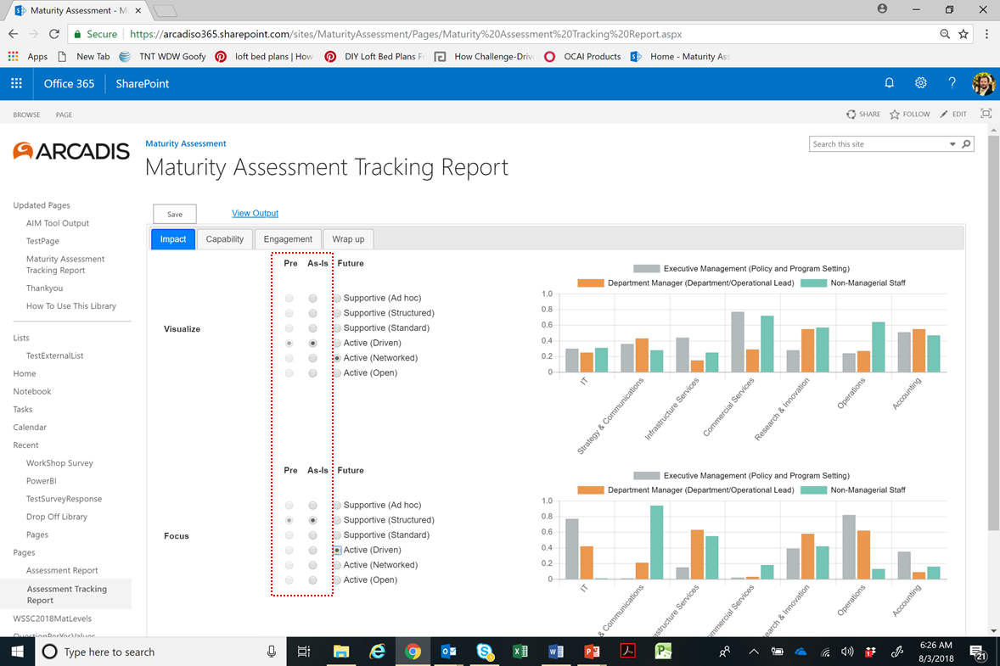 Maturity Assessment - Ma
Secure
https://arcadiso365.sharepoint.com/sites/MaturityAssessment/Pages/Maturity%20Assessment%20Tracking%20Report.aspx
Apps New Tab TNT WDW Goofy loft bed plans | How DIY Loft Bed Plans F How Challenge-Drive OCAI Products Home - Maturity Ass
Office 365 SharePoint ?
BROWSE PAGE SHARE FOLLOW EDIT
ARCADIS
Maturity Assessment
Maturity Assessment Tracking Report
Search this site
Updated Pages
AIM Tool Output
TestPage
Maturity Assessment
Tracking Report
Thankyou
How To Use This Library
Lists
TestExternalList
Home
Notebook
Tasks
Calendar
Recent
WorkShop Survey
PowerBI
TestSurveyResponse
Drop Off Library
Pages
Pages
Assessment Report
Assessment Tracking
Report
WSSC2018MatLevels
QuestionPerYesValues
Save View Output
Impact Capability Engagement Wrap up
Pre As-Is Future
Visualize
Supportive (Ad hoc)
Supportive (Structured)
Supportive (Standard)
Active (Driven)
Active (Networked)
Active (Open)
Executive Management (Policy and Program Setting)
Department Manager (Department/Operational Lead) Non-Managerial Staff
1.0
0.8
0.6
0.4
0.2
0
IT
Strategy & Communications
Infrastructure Services
Commercial Services
Research & Innovation
Operations
Accounting
Pre As-Is Future
Focus
Supportive (Ad hoc)
Supportive (Structured)
Supportive (Standard)
Active (Driven)
Active (Networked)
Active (Open)
Executive Management (Policy and Program Setting)
Department Manager (Department/Operational Lead) Non-Managerial Staff
1.0
0.8
0.6
0.4
0.2
0
IT
& Communications
astructure Services
mmercial Services
earch & Innovation
Operations
Accounting
Type here to search
6:26 AM
8/3/2018
21